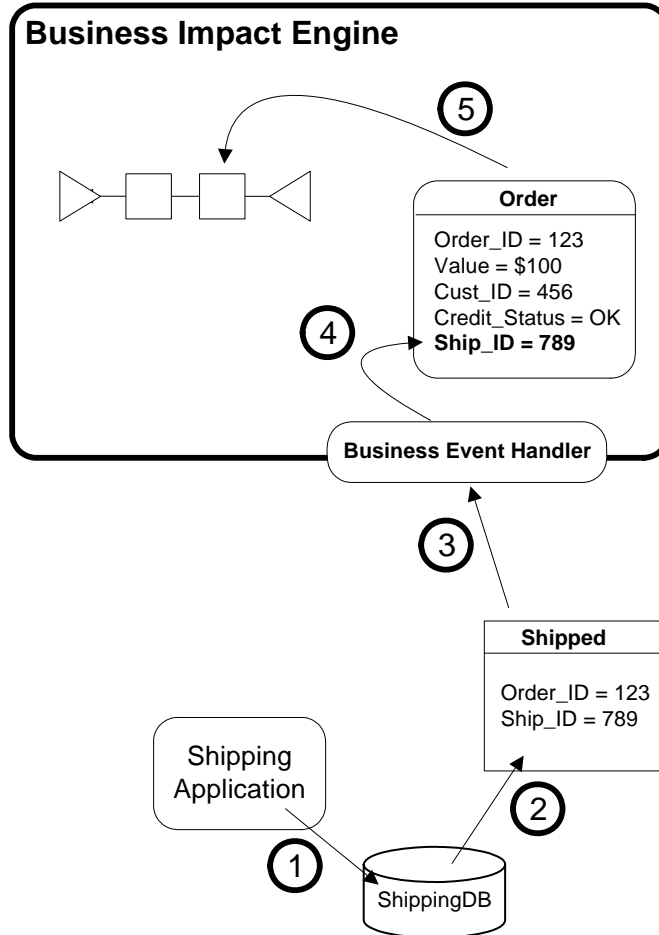 Business Impact Engine
5
Order
Order_ID = 123
Value = $100
Cust_ID = 456
Credit_Status = OK
Ship_ID = 789
4
Business Event Handler
3
Shipped
Order_ID = 123
Ship_ID = 789
Shipping
Application
2
1
ShippingDB